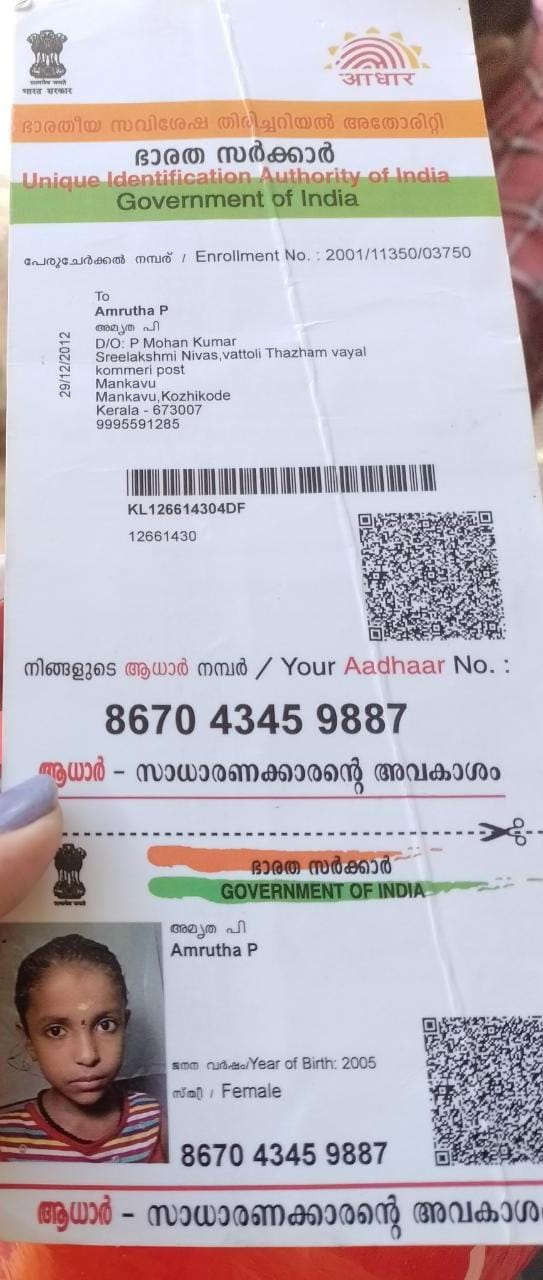 सत्यमेव जयते
भारत सरकार
आधार
ഭാരതീയ സവിശേഷ തിരിച്ചറിയൽ അതോറിറ്റി
ഭാരത സർക്കാർ
Unique Identification Authority of India
Government of India
പേരുചേർക്കൽ നമ്പര് / Enrollment No. : 2001/11350/03750
29/12/2012
To
Amrutha P
അമൃത പി
D/O: P Mohan Kumar
Sreelakshmi Nivas,vattoli Thazham vayal
kommeri post
Mankavu
Mankavu,Kozhikode
Kerala - 673007
9995591285
KL126614304DF
12661430
നിങ്ങളുടെ ആധാർ നമ്പർ / Your Aadhaar No. :
8670 4345 9887
ആധാർ - സാധാരണക്കാരന്റെ അവകാശം
ഭാരത സർക്കാർ
GOVERNMENT OF INDIA
അമൃത പി
Amrutha P
ജനന വർഷം/Year of Birth: 2005
സ്ത്രീ / Female
8670 4345 9887
ആധാർ - സാധാരണക്കാരന്റെ അവകാശം